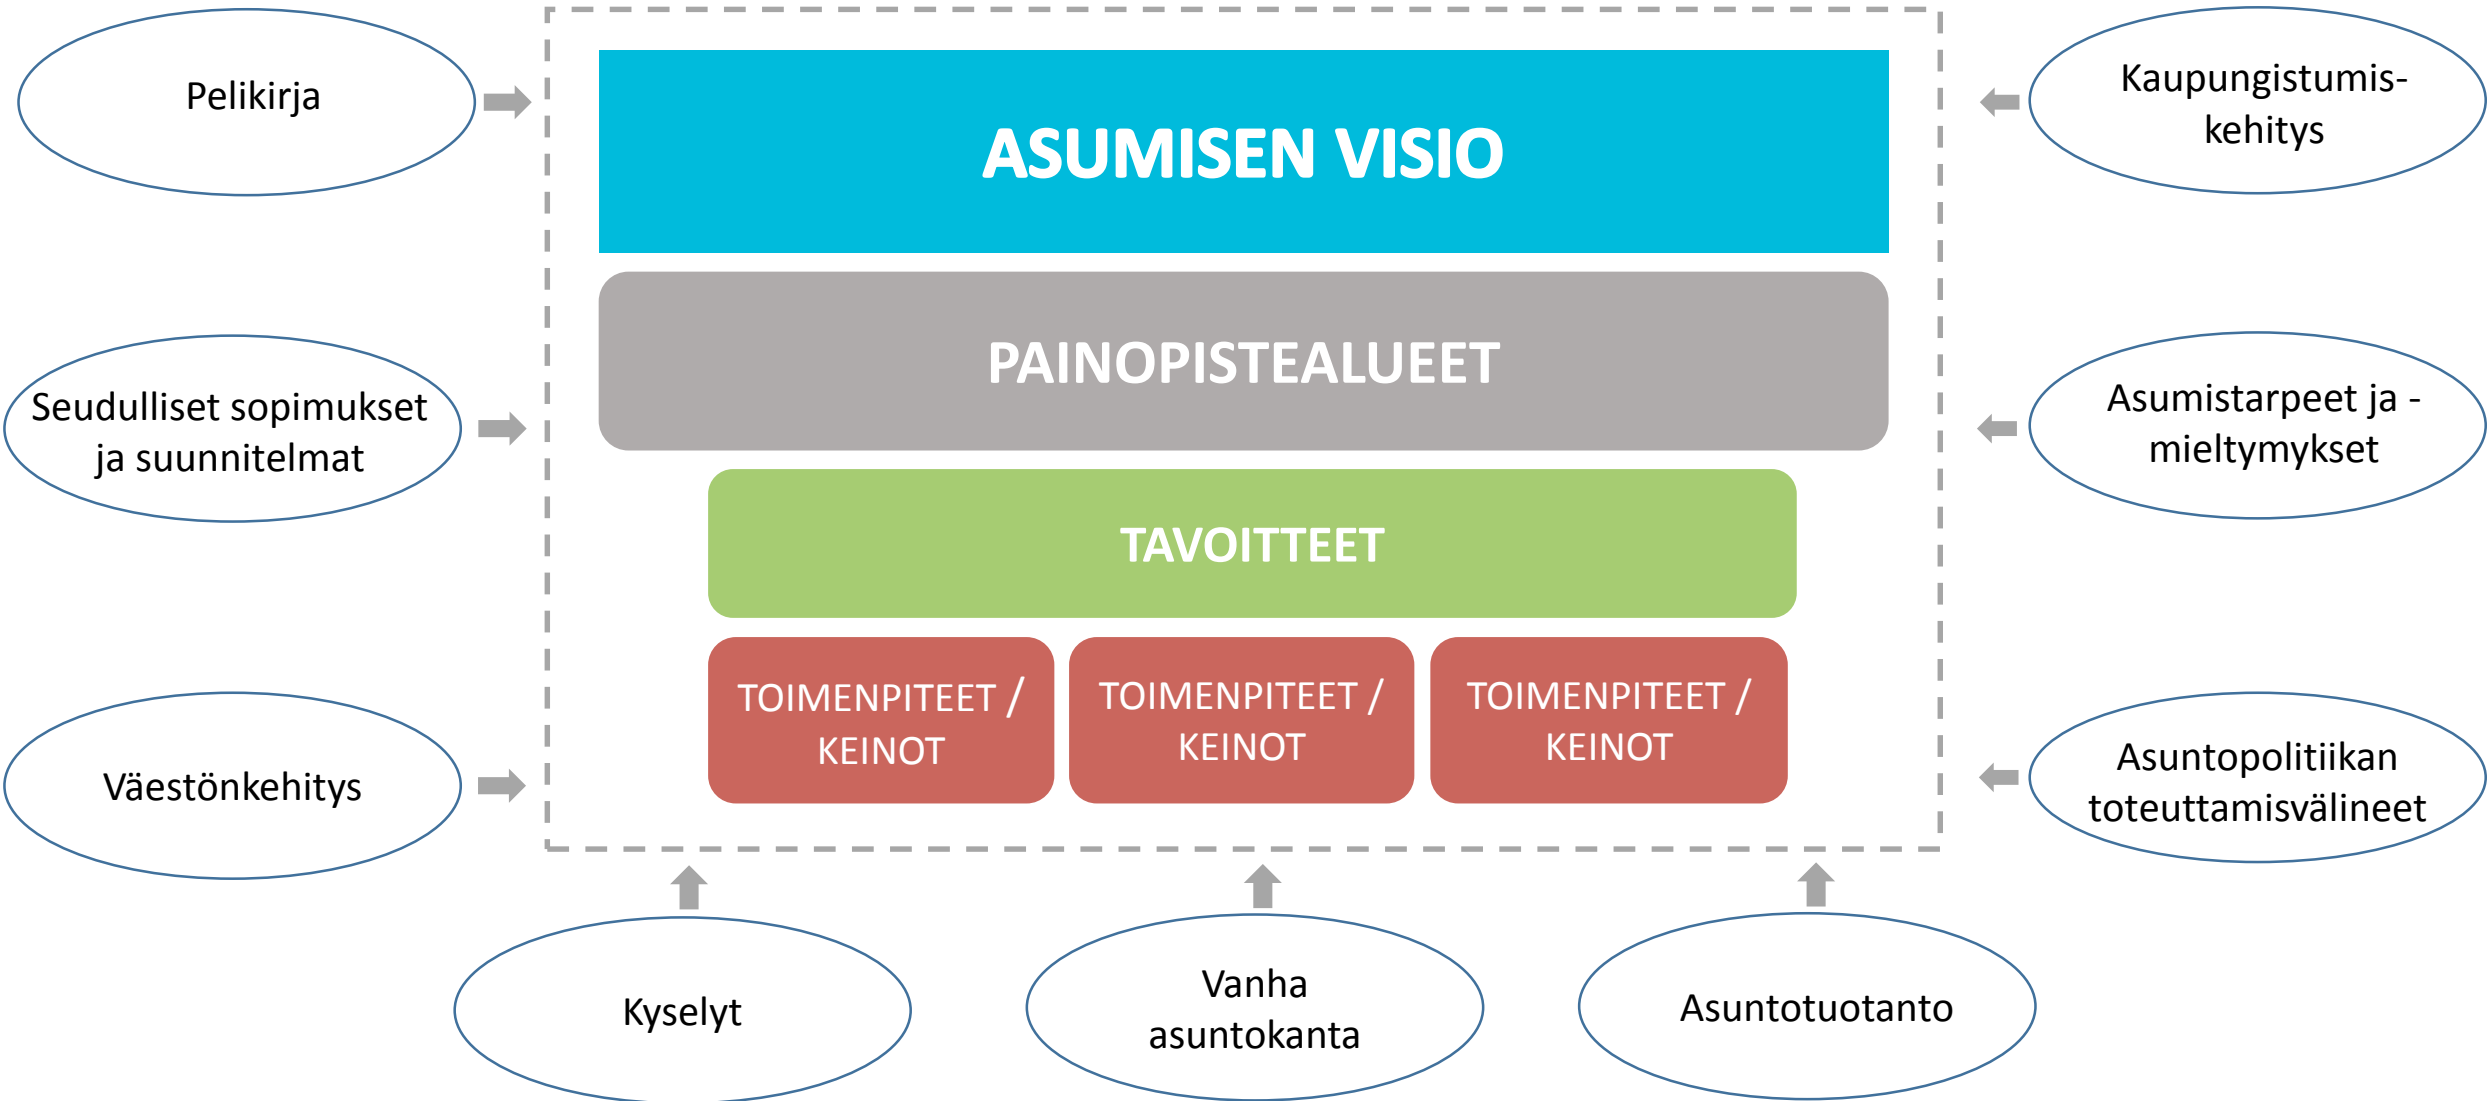 Pelikirja
Kaupungistumis-
kehitys
ASUMISEN VISIO
PAINOPISTEALUEET
Seudulliset sopimukset
ja suunnitelmat
Asumistarpeet ja -
mieltymykset
TAVOITTEET
TOIMENPITEET /
KEINOT
TOIMENPITEET /
KEINOT
TOIMENPITEET /
KEINOT
Väestönkehitys
Asuntopolitiikan
toteuttamisvälineet
Kyselyt
Vanha
asuntokanta
Asuntotuotanto